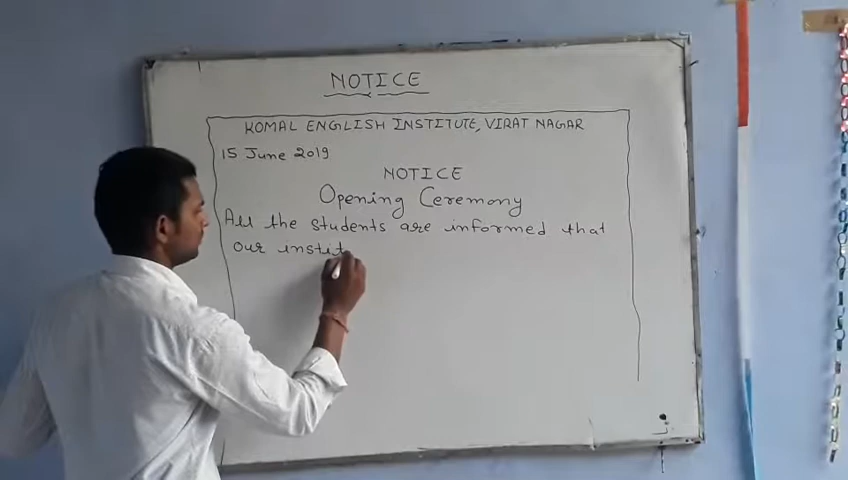 NOTICE
KOMAL ENGLISH INSTITUTE, VIRAT NAGAR
15 June 2019
NOTICE
Opening Ceremony
All the students are informed that
our instit